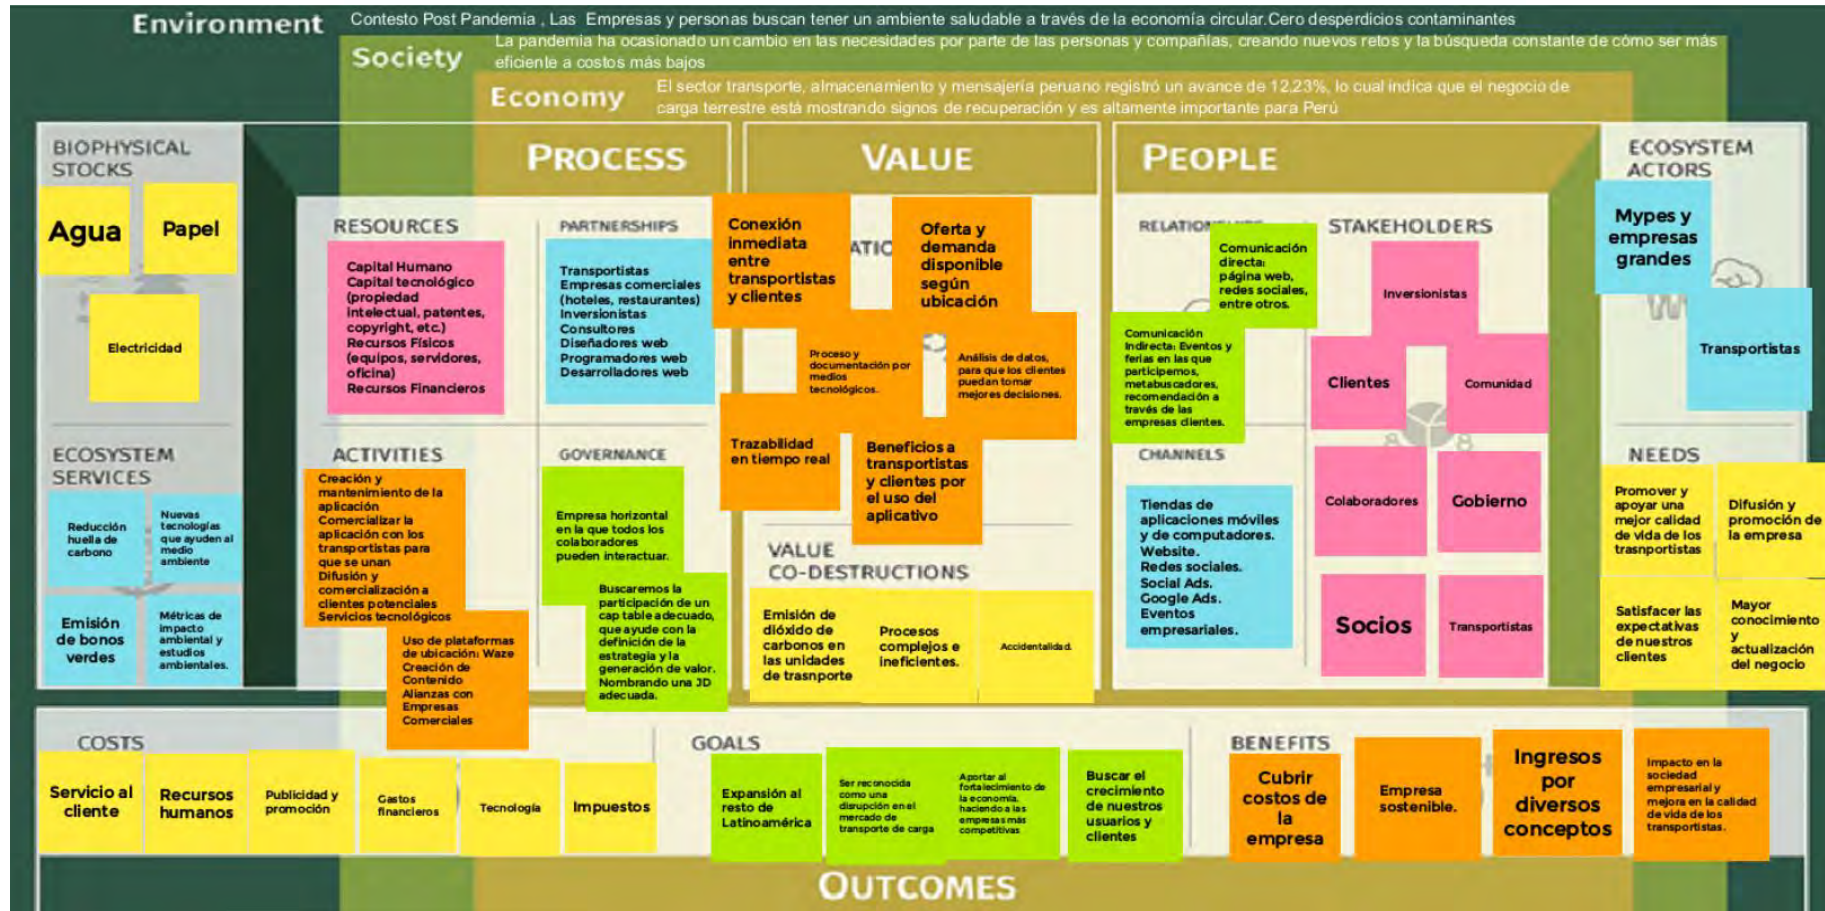 Environment
Contesto Post Pandemia , Las Empresas y personas buscan tener un ambiente saludable a través de la economía circular.Cero desperdicios contaminantes
Society
La pandemia ha ocasionado un cambio en las necesidades por parte de las personas y compañías, creando nuevos retos y la búsqueda constante de cómo ser más
eficiente a costos más bajos
Economy
El sector transporte, almacenamiento y mensajería peruano registró un avance de 12,23%, lo cual indica que el negocio de
carga terrestre está mostrando signos de recuperación y es altamente importante para Perú
BIOPHYSICAL
STOCKS
Agua
Papel
Electricidad
ECOSYSTEM
SERVICES
Reducción
huella de
carbono
Nuevas
tecnologías
que ayuden al
medio
ambiente
Emisión
de bonos
verdes
Métricas de
impacto
ambiental y
estudios
ambientales.
PROCESS
RESOURCES
Capital Humano
Capital tecnológico
(propiedad
intelectual, patentes,
copyright, etc.)
Recursos Físicos
(equipos, servidores,
oficina)
Recursos Financieros
PARTNERSHIPS
Transportistas
Empresas comerciales
(hoteles, restaurantes)
Inversionistas
Consultores
Diseñadores web
Programadores web
Desarrolladores web
ACTIVITIES
Creación y
mantenimiento de la
aplicación
Comercializar la
aplicación con los
transportistas para
que se unan
Difusión y
comercialización a
clientes potenciales
Servicios tecnológicos
Uso de plataformas
de ubicación: Waze
Creación de
Contenido
Alianzas con
Empresas
Comerciales
GOVERNANCE
Empresa horizontal
en la que todos los
colaboradores
pueden interactuar.
Buscaremos la
participación de un
cap table adecuado,
que ayude con la
definición de la
estrategia y la
generación de valor.
Nombrando una JD
adecuada.
VALUE
Conexión
inmediata
entre
transportistas
y clientes
ATIO
Oferta y
demanda
disponible
según
ubicación
Proceso y
documentación por
medios
tecnológicos.
Análisis de datos,
para que los clientes
puedan tomar
mejores decisiones.
Trazabilidad
en tiempo real
Beneficios a
transportistas
y clientes por
el uso del
aplicativo
VALUE
CO-DESTRUCTIONS
Emisión de
dióxido de
carbonos en
las unidades
de trasnporte
Procesos
complejos e
ineficientes.
Accidentalidad.
PEOPLE
RELATION
Comunicación
directa:
página web,
redes sociales,
entre otros.
Comunicación
Indirecta: Eventos y
ferias en las que
participemos,
metabuscadores,
recomendación a
través de las
empresas clientes.
CHANNELS
Tiendas de
aplicaciones móviles
y de computadores.
Website.
Redes sociales.
Social Ads.
Google Ads.
Eventos
empresariales.
STAKEHOLDERS
Inversionistas
Clientes
Comunidad
Colaboradores
Gobierno
Socios
Transportistas
ECOSYSTEM
ACTORS
Mypes y
empresas
grandes
Transportistas
NEEDS
Promover y
apoyar una
mejor calidad
de vida de los
trasnportistas
Difusión y
promoción de
la empresa
Satisfacer las
expectativas
de nuestros
clientes
Mayor
conocimiento
y
actualización
del negocio
COSTS
Servicio al
cliente
Recursos
humanos
Publicidad y
promoción
Gastos
financieros
Tecnología
Impuestos
GOALS
Expansión al
resto de
Latinoamérica
Ser reconocida
como una
disrupción en el
mercado de
transporte de carga
Aportar al
fortalecimiento de
la economía,
haciendo a las
empresas más
competitivas
Buscar el
crecimiento
de nuestros
usuarios y
clientes
BENEFITS
Cubrir
costos de
la
empresa
Empresa
sostenible.
Ingresos
por
diversos
conceptos
Impacto en la
sociedad
empresarial y
mejora en la calidad
de vida de los
transportistas.
OUTCOMES